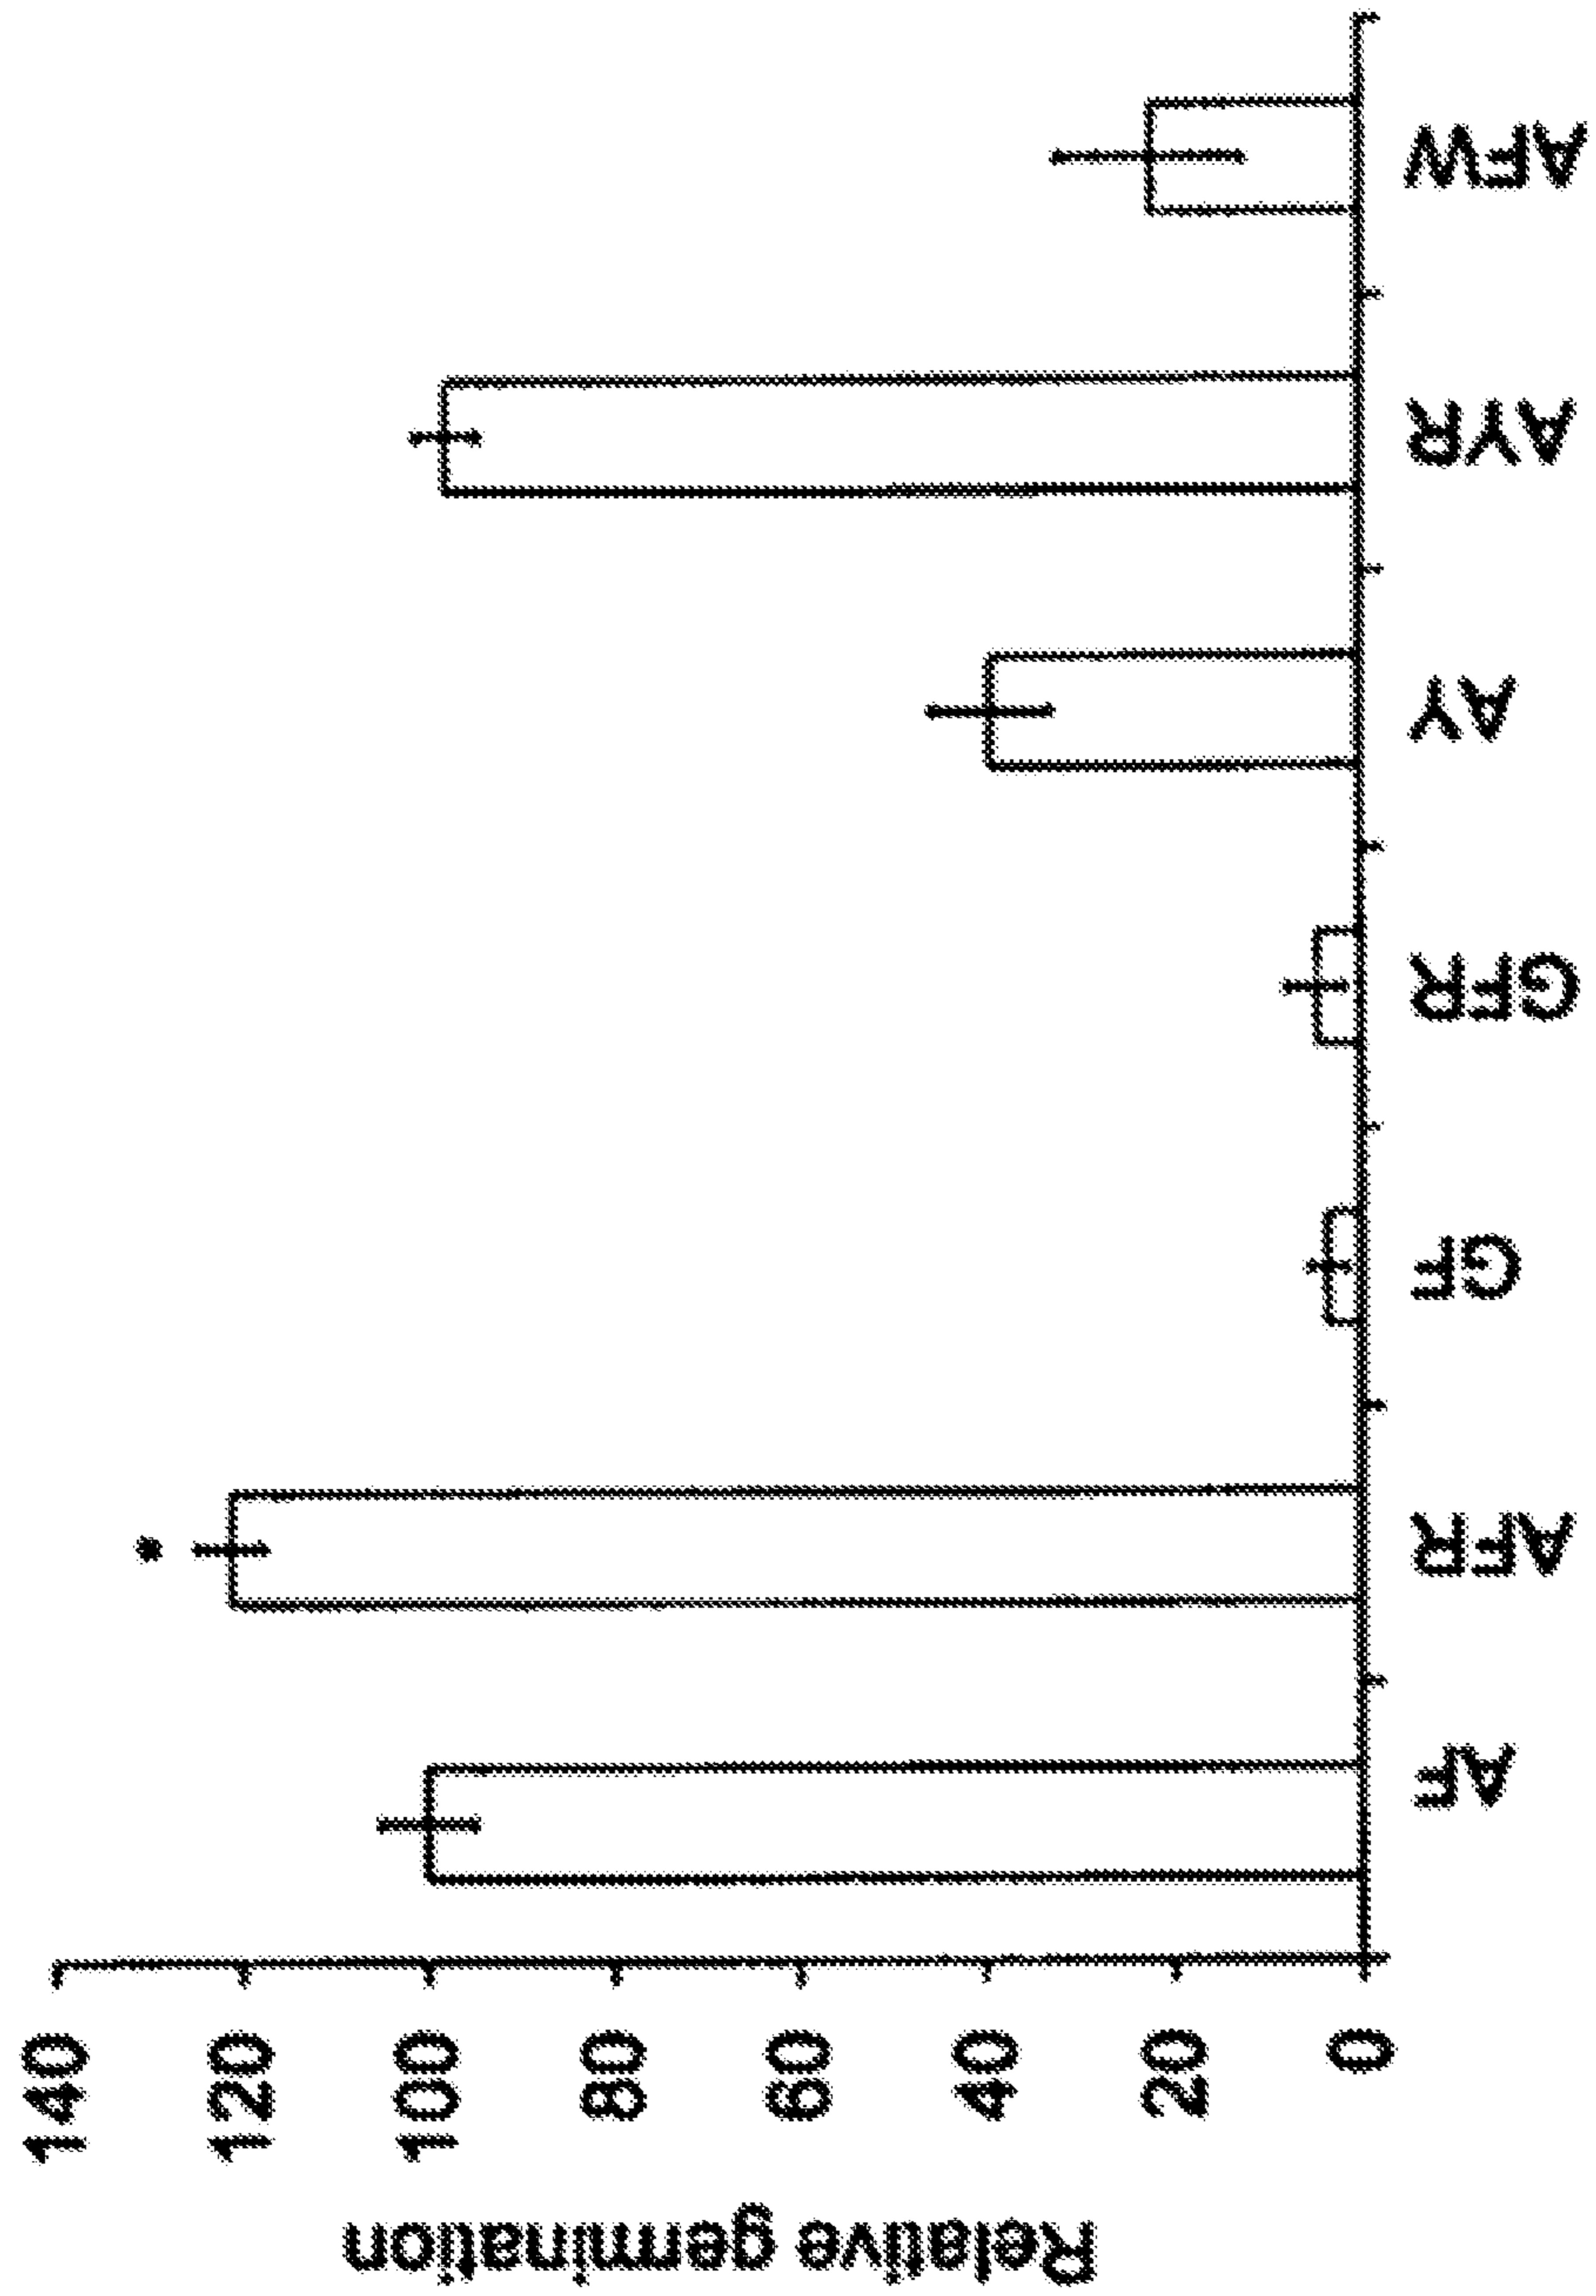 Relative germination
140
120
100
80
60
40
20
0
*
AF
AFR
GF
GFR
AY
AYR
AFW